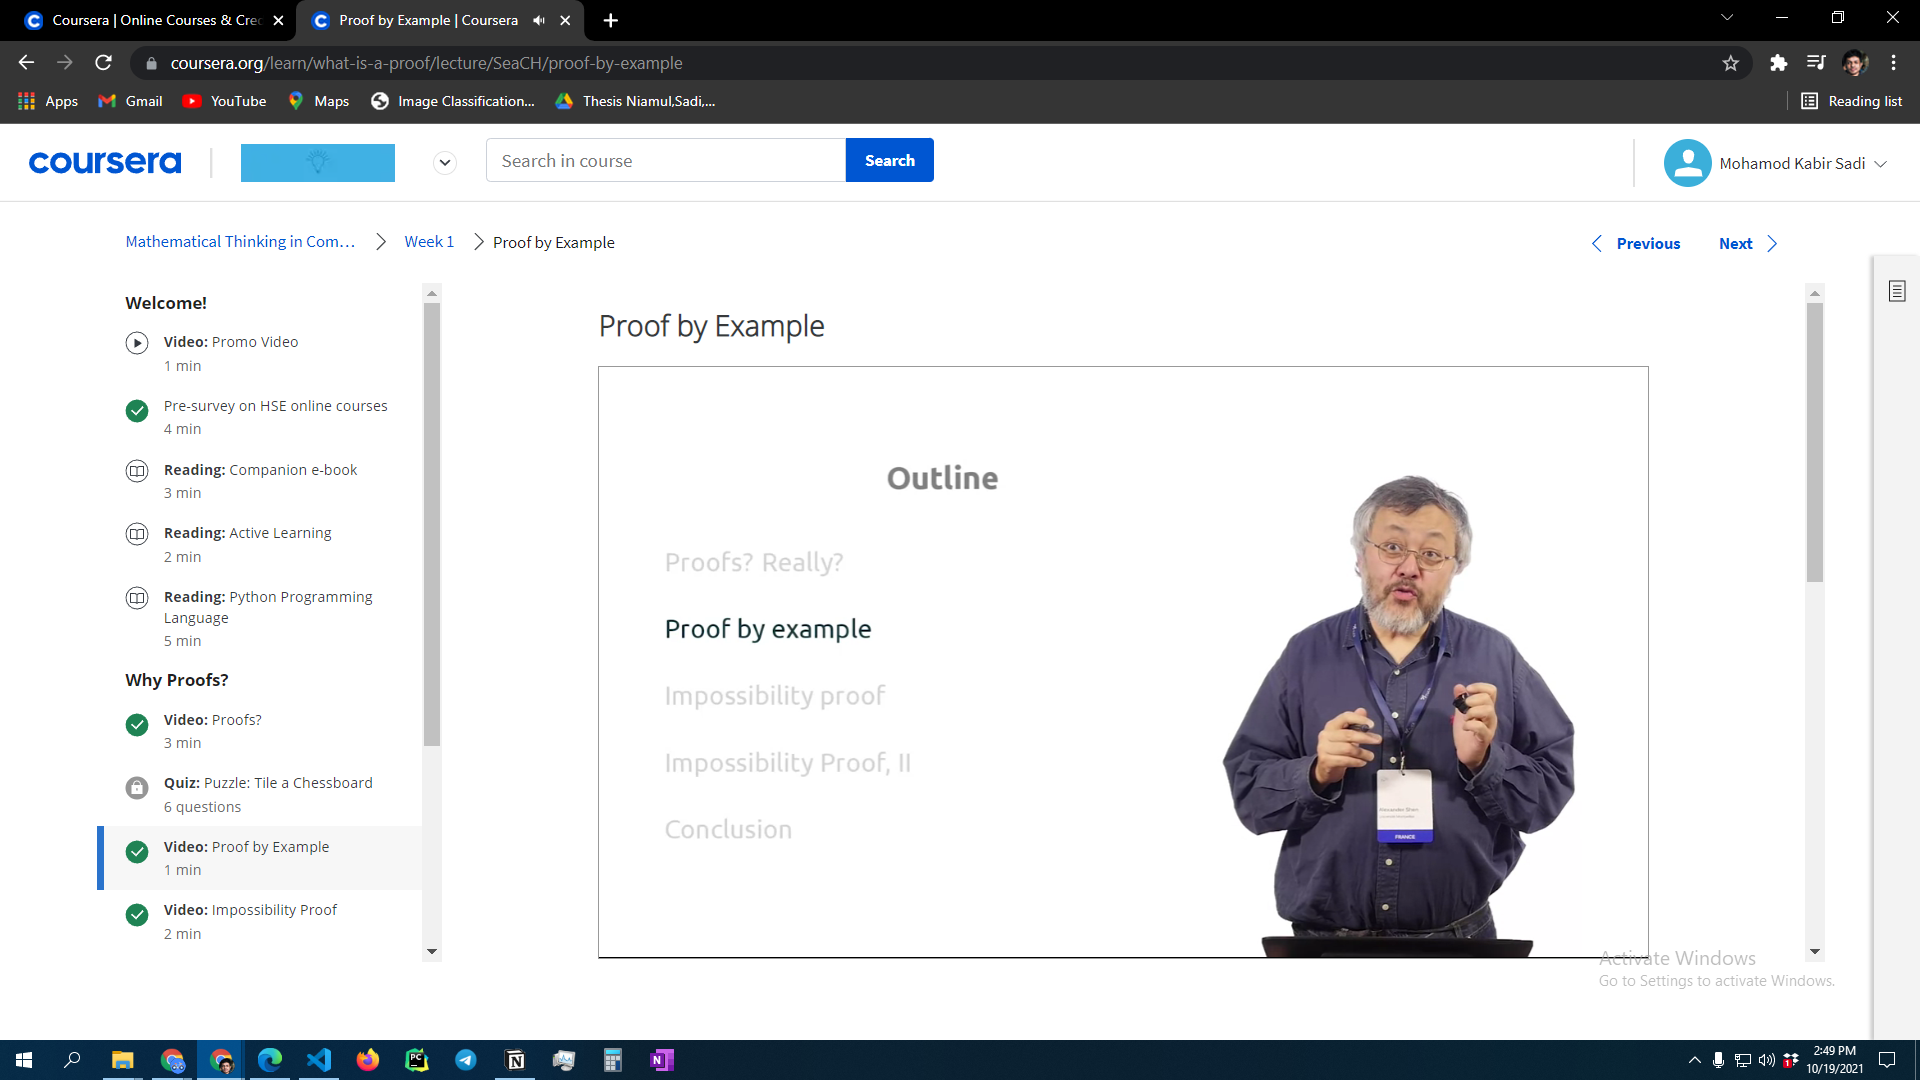 Coursera | Online Courses & Cre
Proof by Example | Coursera
coursera.org/learn/what-is-a-proof/lecture/SeaCH/proof-by-example
Apps
Gmail
YouTube
Maps
Image Classification...
Thesis Niamul,Sadi,...
Reading list
coursera
Search in course
Search
Mohamod Kabir Sadi
Mathematical Thinking in Com...
Week 1
Proof by Example
Previous
Next
Welcome!
Video: Promo Video
1 min
Pre-survey on HSE online courses
4 min
Reading: Companion e-book
3 min
Reading: Active Learning
2 min
Reading: Python Programming
Language
5 min
Why Proofs?
Video: Proofs?
3 min
Quiz: Puzzle: Tile a Chessboard
6 questions
Video: Proof by Example
1 min
Video: Impossibility Proof
2 min
Proof by Example
Outline
Proofs? Really?
Proof by example
Impossibility proof
Impossibility Proof, II
Conclusion
Alexander Shen
FRANCE
Activate Windows
Go to Settings to activate Windows.
2:49 PM
10/19/2021